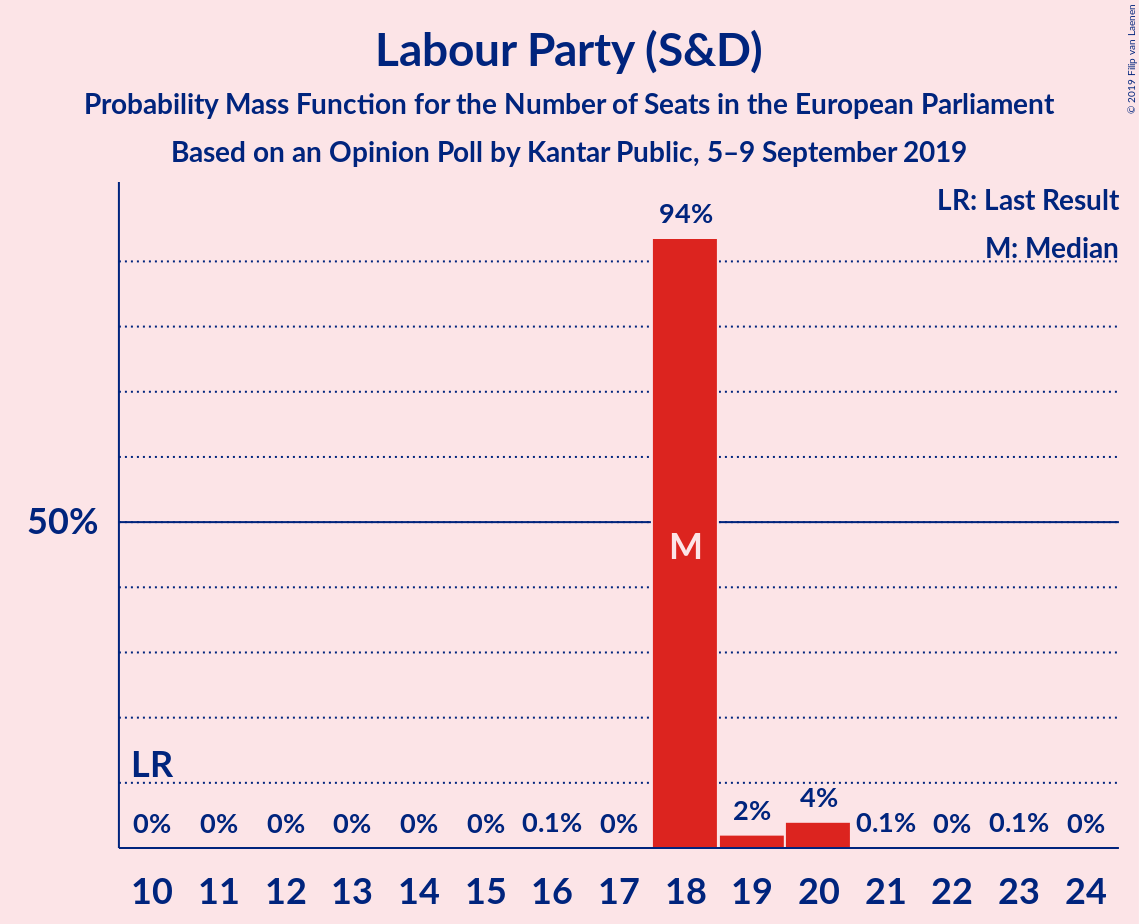 Labour Party (S&D)
Probability Mass Function for the Number of Seats in the European Parliament
Based on an Opinion Poll by Kantar Public, 5–9 September 2019
© 2019 Filip van Laenen
LR: Last Result
M: Median
94%
50%
M
LR
0% 0% 0% 0% 0% 0% 0.1% 0% 2% 4% 0.1% 0% 0.1% 0%
10 11 12 13 14 15 16 17 18 19 20 21 22 23 24